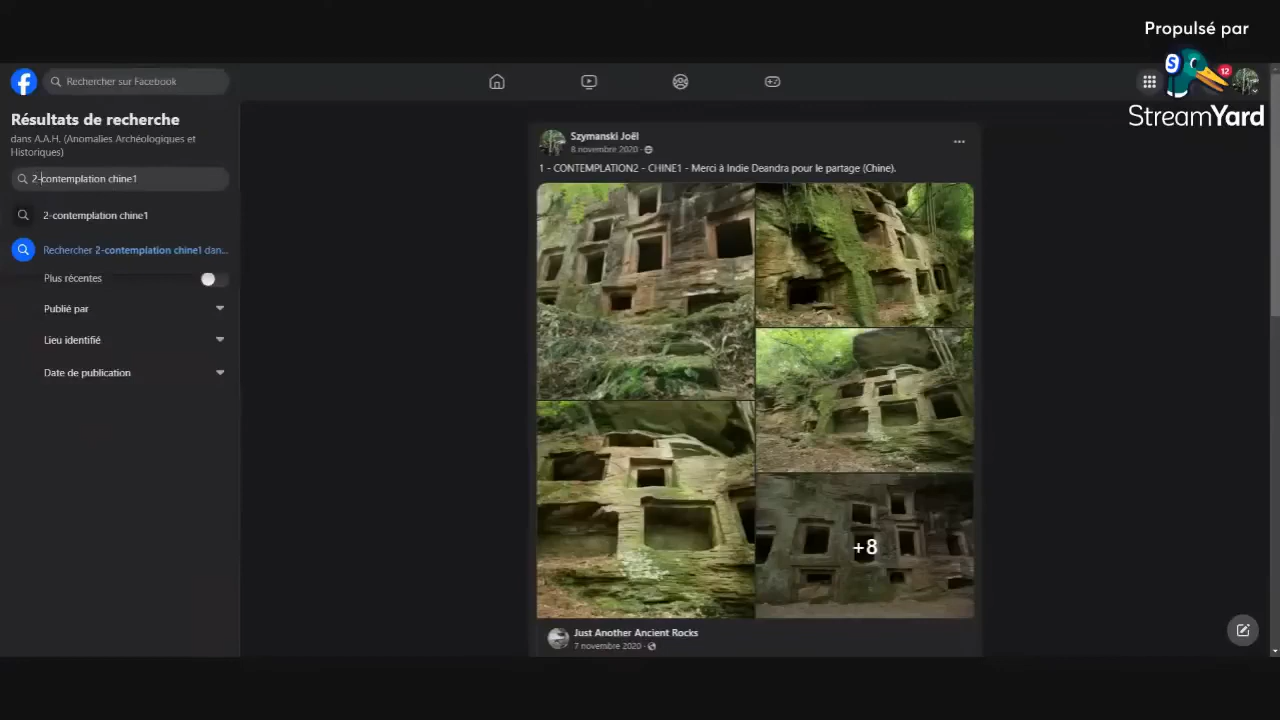 Propulsé par
StreamYard
12
Rechercher sur Facebook
Résultats de recherche
dans A.A.H. (Anomalies Archéologiques et
Historiques)
2-contemplation chine1
2-contemplation chine1
Rechercher 2-contemplation chine1 dan...
Plus récentes
Publié par
Lieu identifié
Date de publication
Szymanski Joël
8 novembre 2020
1 - CONTEMPLATION2 - CHINE1 - Merci à Indie Deandra pour le partage (Chine).
+8
Just Another Ancient Rocks
7 novembre 2020